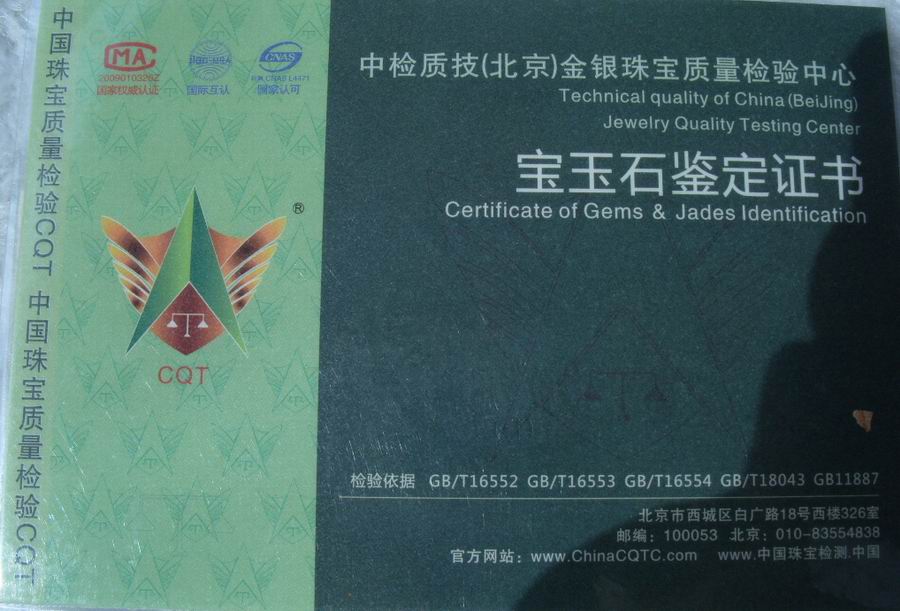 中国珠宝质量检验CQT 中国珠宝质量检验CQT
MA
2009010326Z
国家权威认证
国际互认
CNAS
CNAS L4471
国家认可
®
CQT
中检质技(北京)金银珠宝质量检验中心
Technical quality of China (BeiJing)
Jewelry Quality Testing Center
宝玉石鉴定证书
Certificate of Gems & Jades Identification
检验依据 GB/T16552 GB/T16553 GB/T16554 GB/T18043 GB11887
北京市西城区白广路18号西楼326室
邮编：100053 北京：010-83554838
官方网站：www.ChinaCQTC.com www.中国珠宝检测.中国